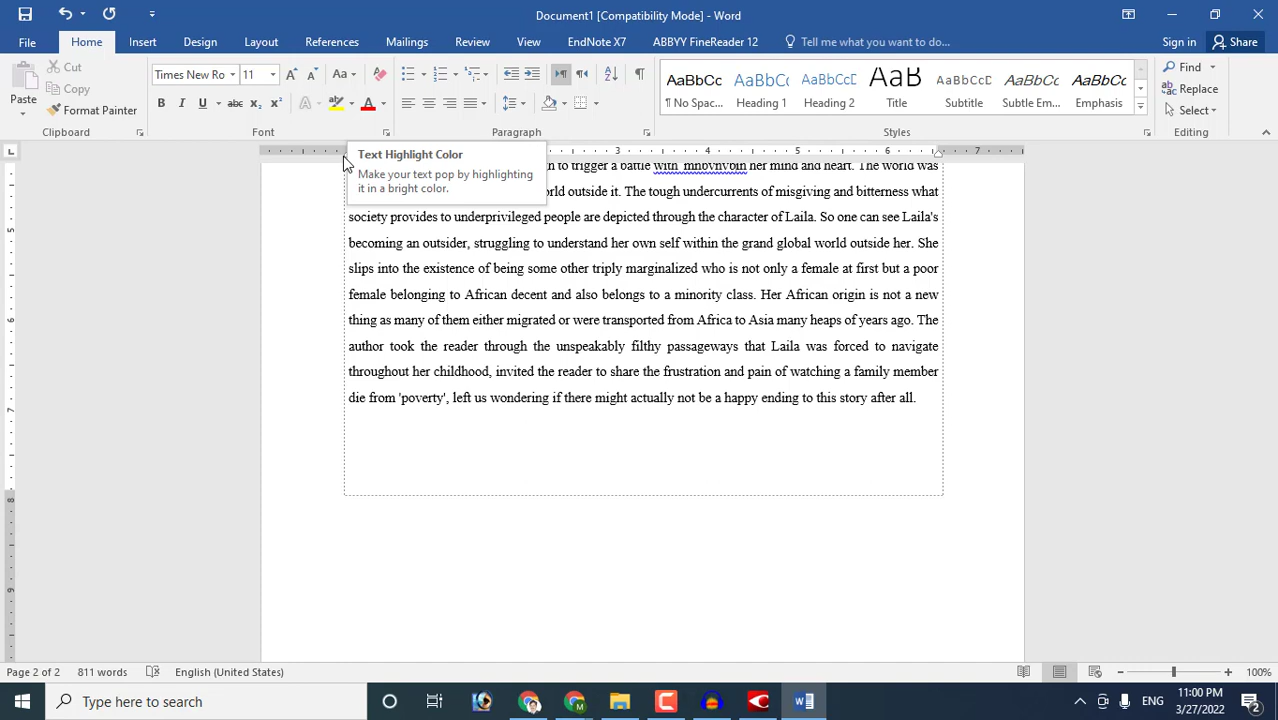 Document1 [Compatibility Mode] - Word
File Home Insert Design Layout References Mailings Review View EndNote X7 ABBYY FineReader 12 Tell me what you want to do... Sign in Share
Paste
Cut
Copy
Format Painter
Clipboard
Times New Ro 11
Font
Paragraph
AaBbCc AaBbCc AaBbCc AaB AaBbCcD AaBbCc AaBbCc
¶ No Spac... Heading 1 Heading 2 Title Subtitle Subtle Em... Emphasis
Styles
Find
Replace
Select
Editing
Text Highlight Color
Make your text pop by highlighting
it in a bright color.
3 4 5 6 7
n to trigger a battle with mnbvnvbin her mind and heart. The world was
rld outside it. The tough undercurrents of misgiving and bitterness what
society provides to underprivileged people are depicted through the character of Laila. So one can see Laila's
becoming an outsider, struggling to understand her own self within the grand global world outside her. She
slips into the existence of being some other triply marginalized who is not only a female at first but a poor
female belonging to African decent and also belongs to a minority class. Her African origin is not a new
thing as many of them either migrated or were transported from Africa to Asia many heaps of years ago. The
author took the reader through the unspeakably filthy passageways that Laila was forced to navigate
throughout her childhood, invited the reader to share the frustration and pain of watching a family member
die from 'poverty', left us wondering if there might actually not be a happy ending to this story after all.
Page 2 of 2 811 words English (United States) 100%
Type here to search
ENG
11:00 PM
3/27/2022
2